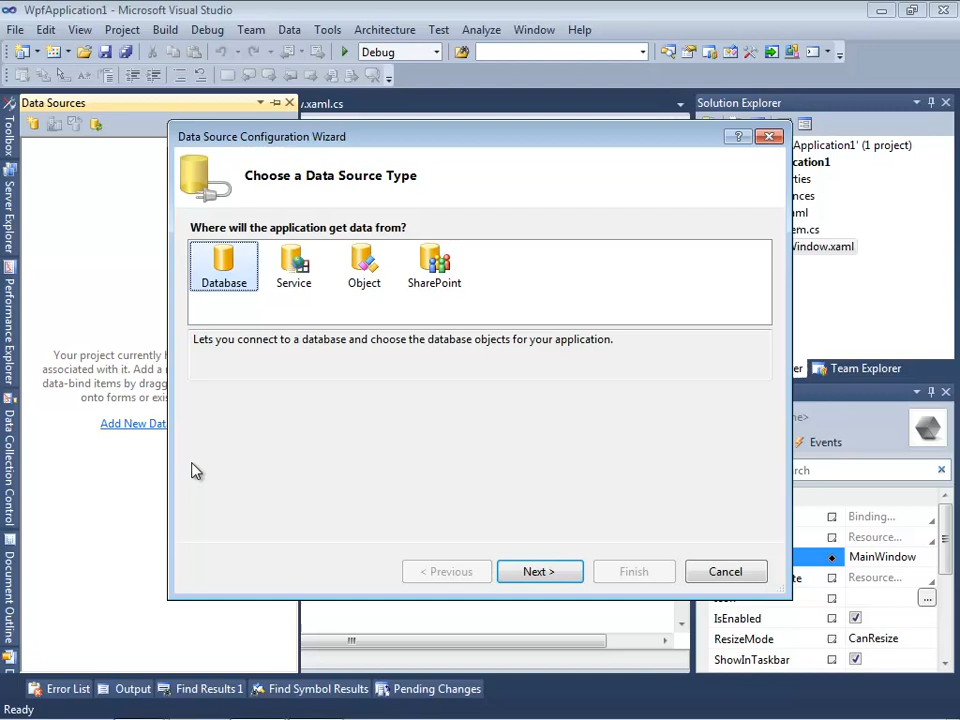 WpfApplication1 - Microsoft Visual Studio
File Edit View Project Build Debug Team Data Tools Architecture Test Analyze Window Help
Debug
Data Sources
.xaml.cs
Solution Explorer
Toolbox
Server Explorer
Performance Explorer
Data Collection Control
Document Outline
Your project currently h
associated with it. Add a n
data-bind items by dragg
onto forms or exis
Add New Dat
Data Source Configuration Wizard
Choose a Data Source Type
Where will the application get data from?
Database Service Object SharePoint
Lets you connect to a database and choose the database objects for your application.
< Previous Next > Finish Cancel
Application1' (1 project)
cation1
rties
ences
aml
em.cs
Window.xaml
er Team Explorer
e>
Events
rch
Binding...
Resource...
MainWindow
te Resource...
IsEnabled
ResizeMode CanResize
ShowInTaskbar
Error List Output Find Results 1 Find Symbol Results Pending Changes
Ready